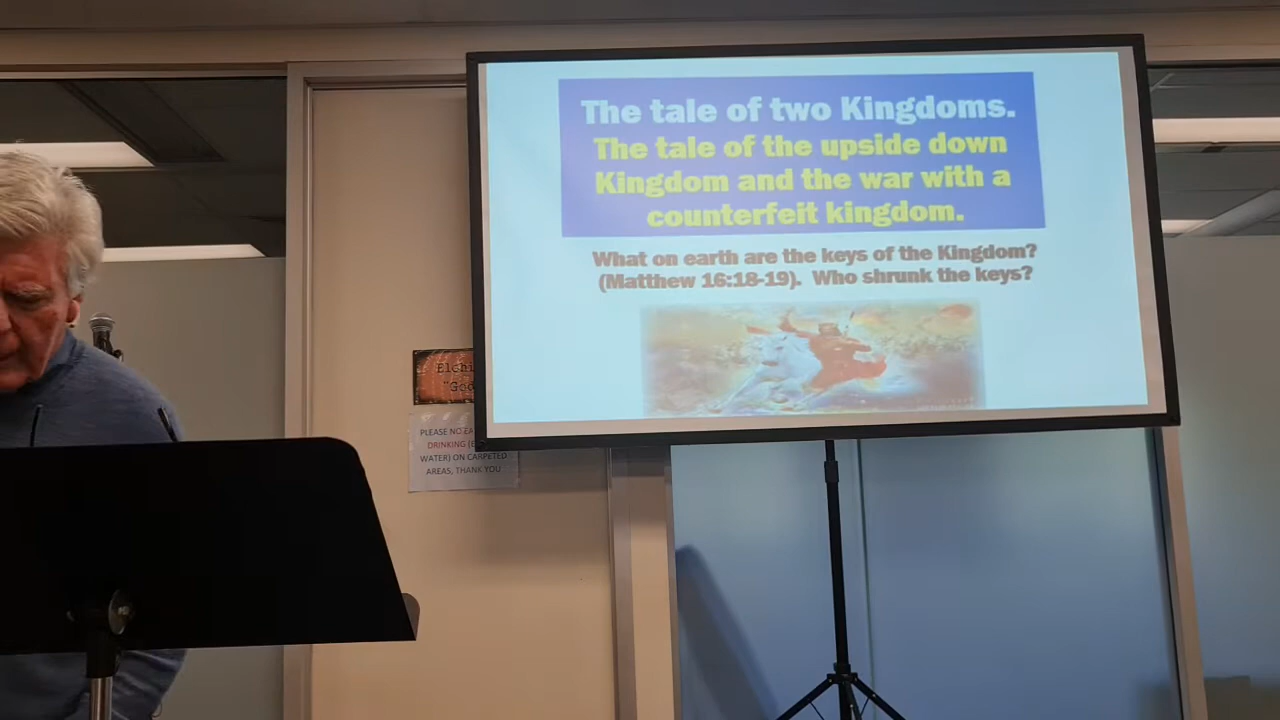 The tale of two Kingdoms.
The tale of the upside down
Kingdom and the war with a
counterfeit kingdom.
What on earth are the keys of the Kingdom?
(Matthew 16:18-19). Who shrunk the keys?
PLEASE NO
DRINKING
WATER) ON CARPETED
AREAS, THANK YOU